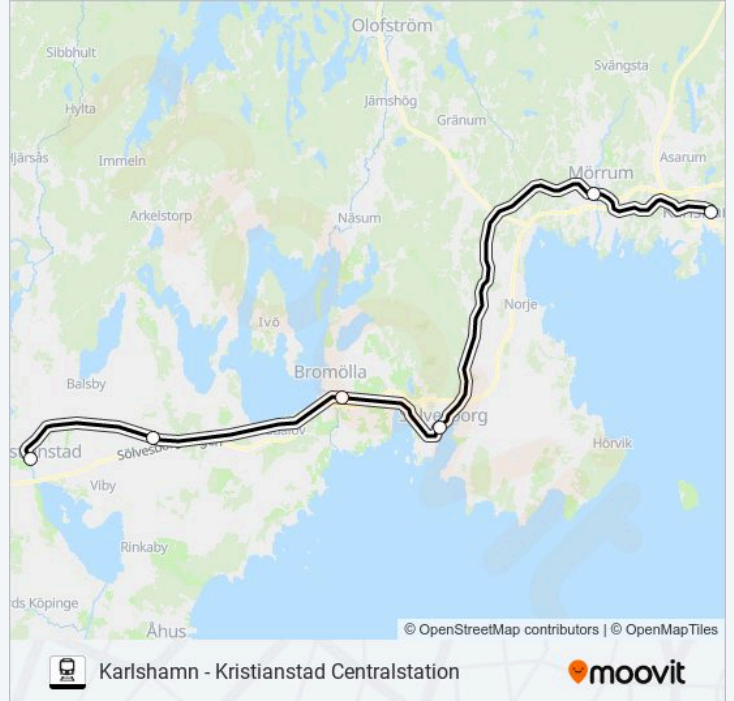 Olofström
Sibbhult
Svängsta
Jämshög
Hylta
Gränum
Immeln
Asarum
Mörrum
Arkelstorp
Näsum
Norje
Ivö
Bromölla
Balsby
Hörvik
Viby
Rinkaby
Åhus
© OpenStreetMap contributors | © OpenMapTiles
Karlshamn - Kristianstad Centralstation
moovit